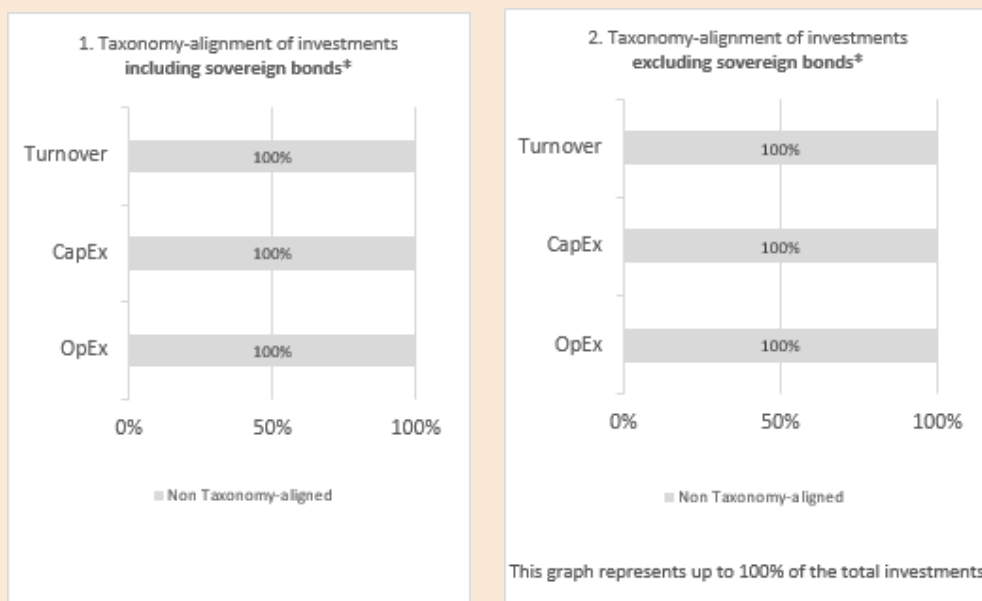 1. Taxonomy-alignment of investments
including sovereign bonds*
Turnover
100%
CapEx
100%
OpEx
100%
0%
50%
100%
Non Taxonomy-aligned
2. Taxonomy-alignment of investments
excluding sovereign bonds*
Turnover
100%
CapEx
100%
OpEx
100%
0%
50%
100%
Non Taxonomy-aligned
This graph represents up to 100% of the total investments